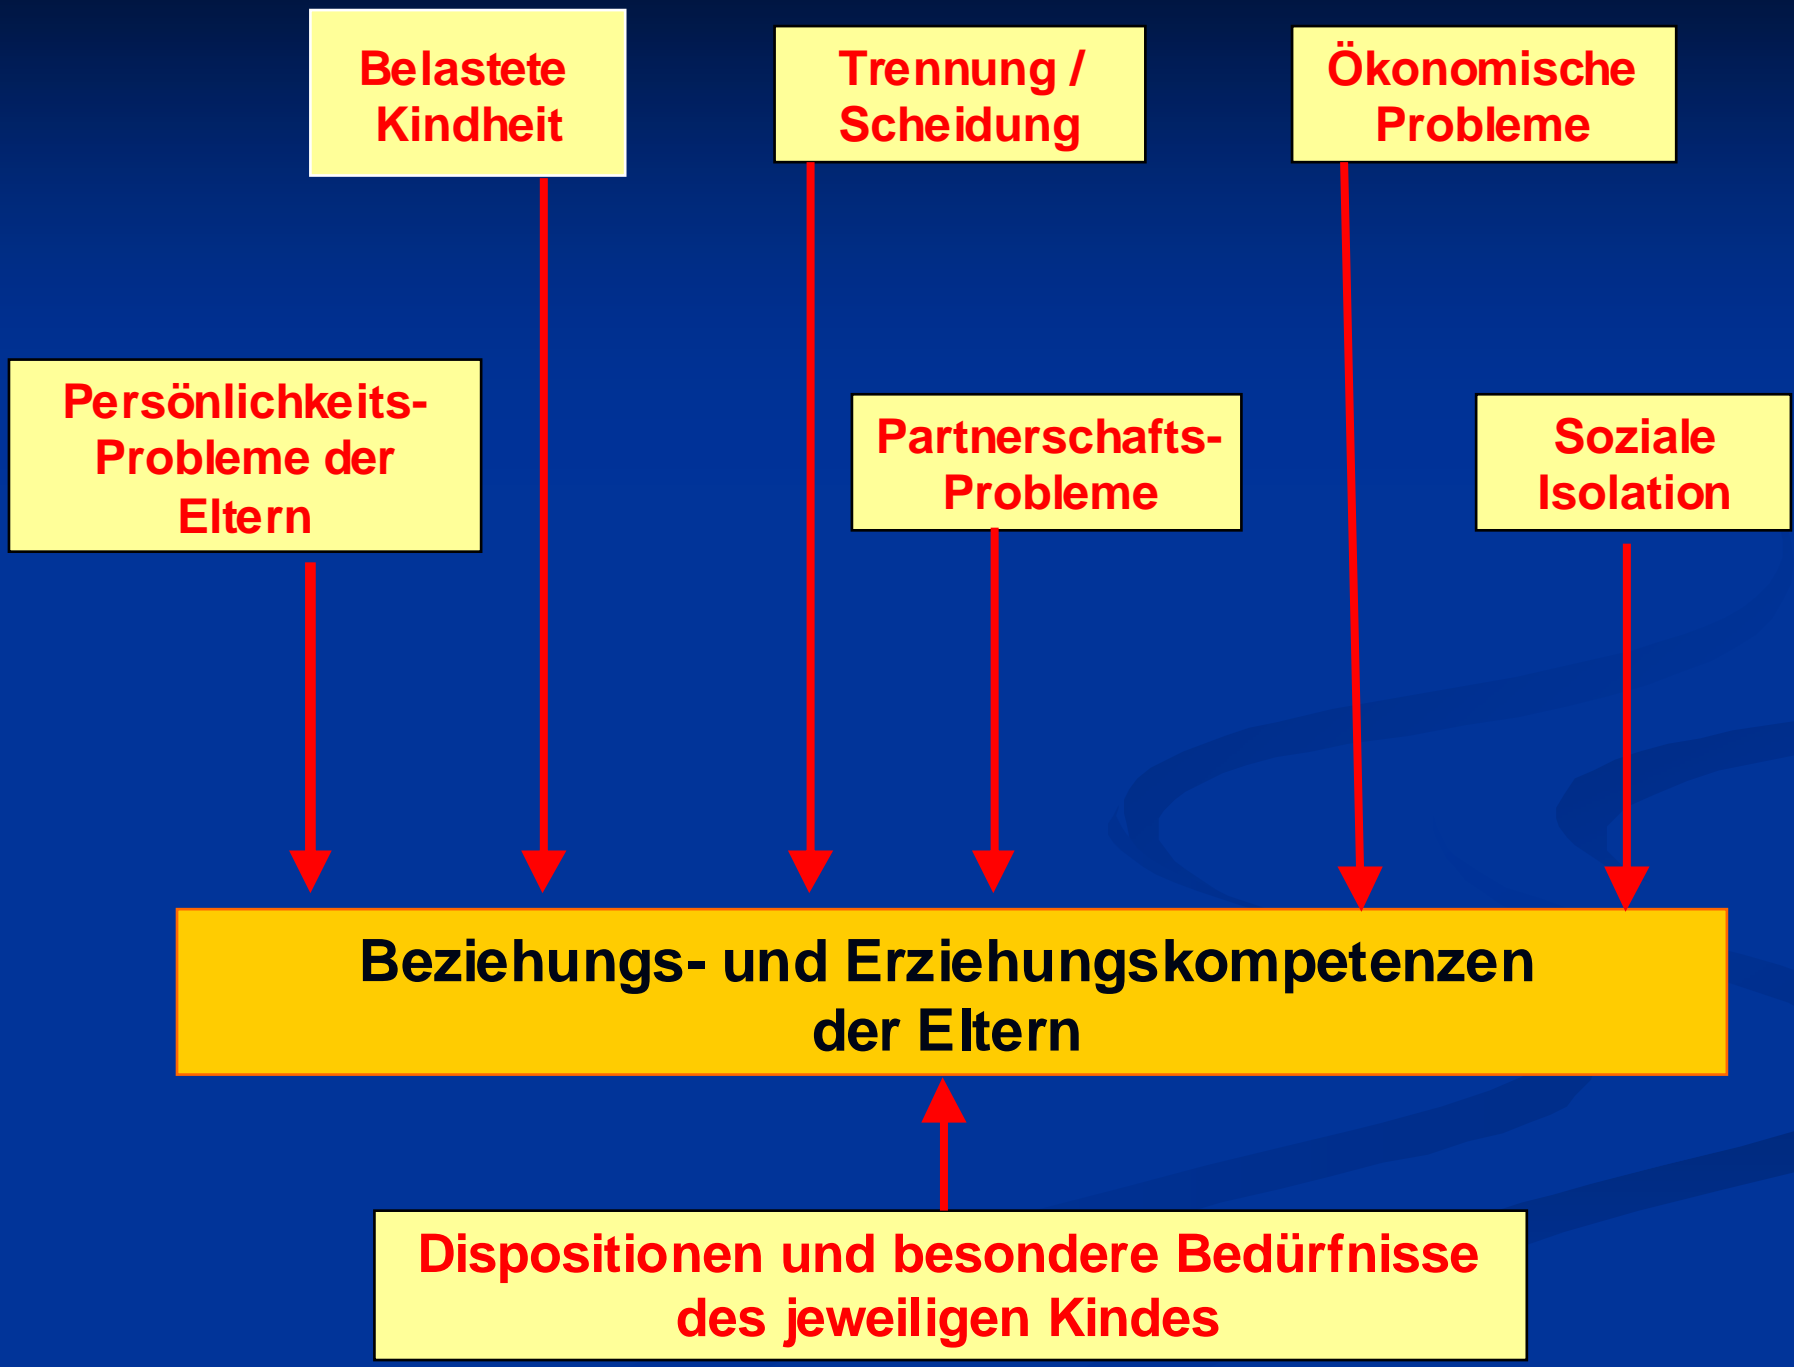 Belastete
Kindheit
Trennung /
Scheidung
Ökonomische
Probleme
Persönlichkeits-
Probleme der
Eltern
Partnerschafts-
Probleme
Soziale
Isolation
Beziehungs- und Erziehungskompetenzen
der Eltern
Dispositionen und besondere Bedürfnisse
des jeweiligen Kindes